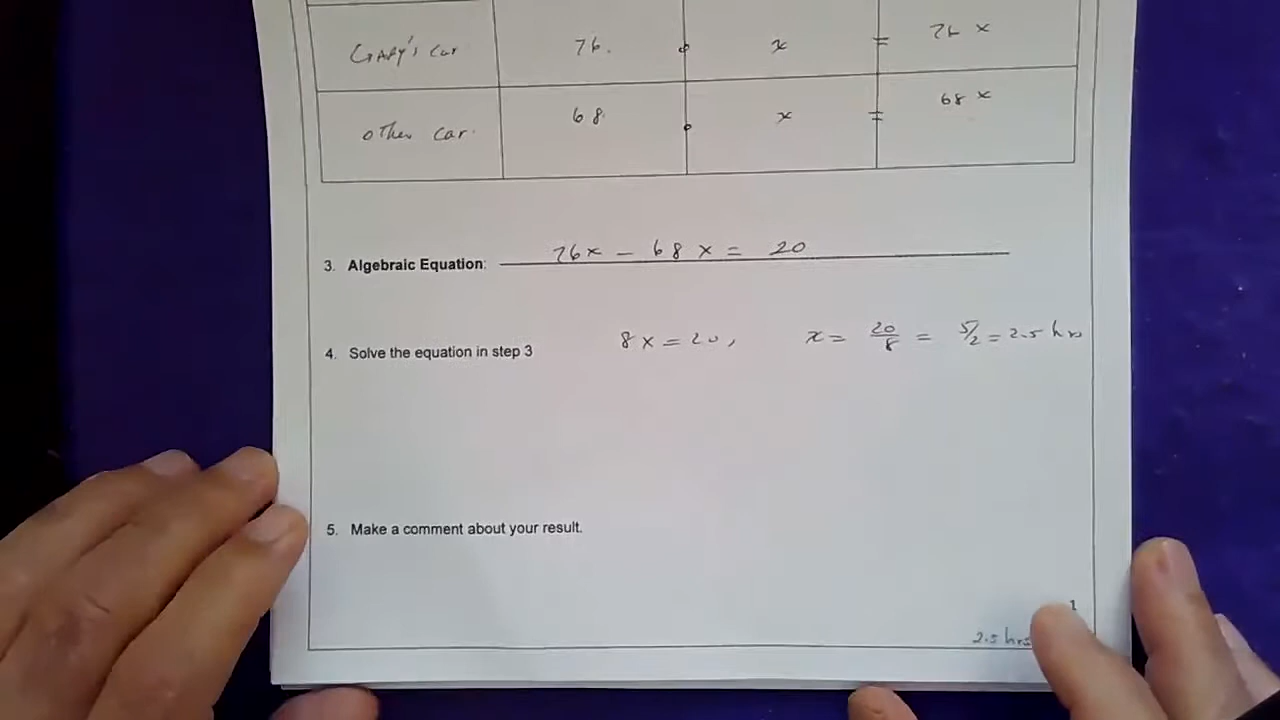 Gary's car 76. • x = 76 x
other car. 68. • x = 68 x
3. Algebraic Equation: 76x - 68 x = 20
4. Solve the equation in step 3 8x = 20, x = 20/8 = 5/2 = 2.5 hrs
5. Make a comment about your result.
1
2.5 hrs